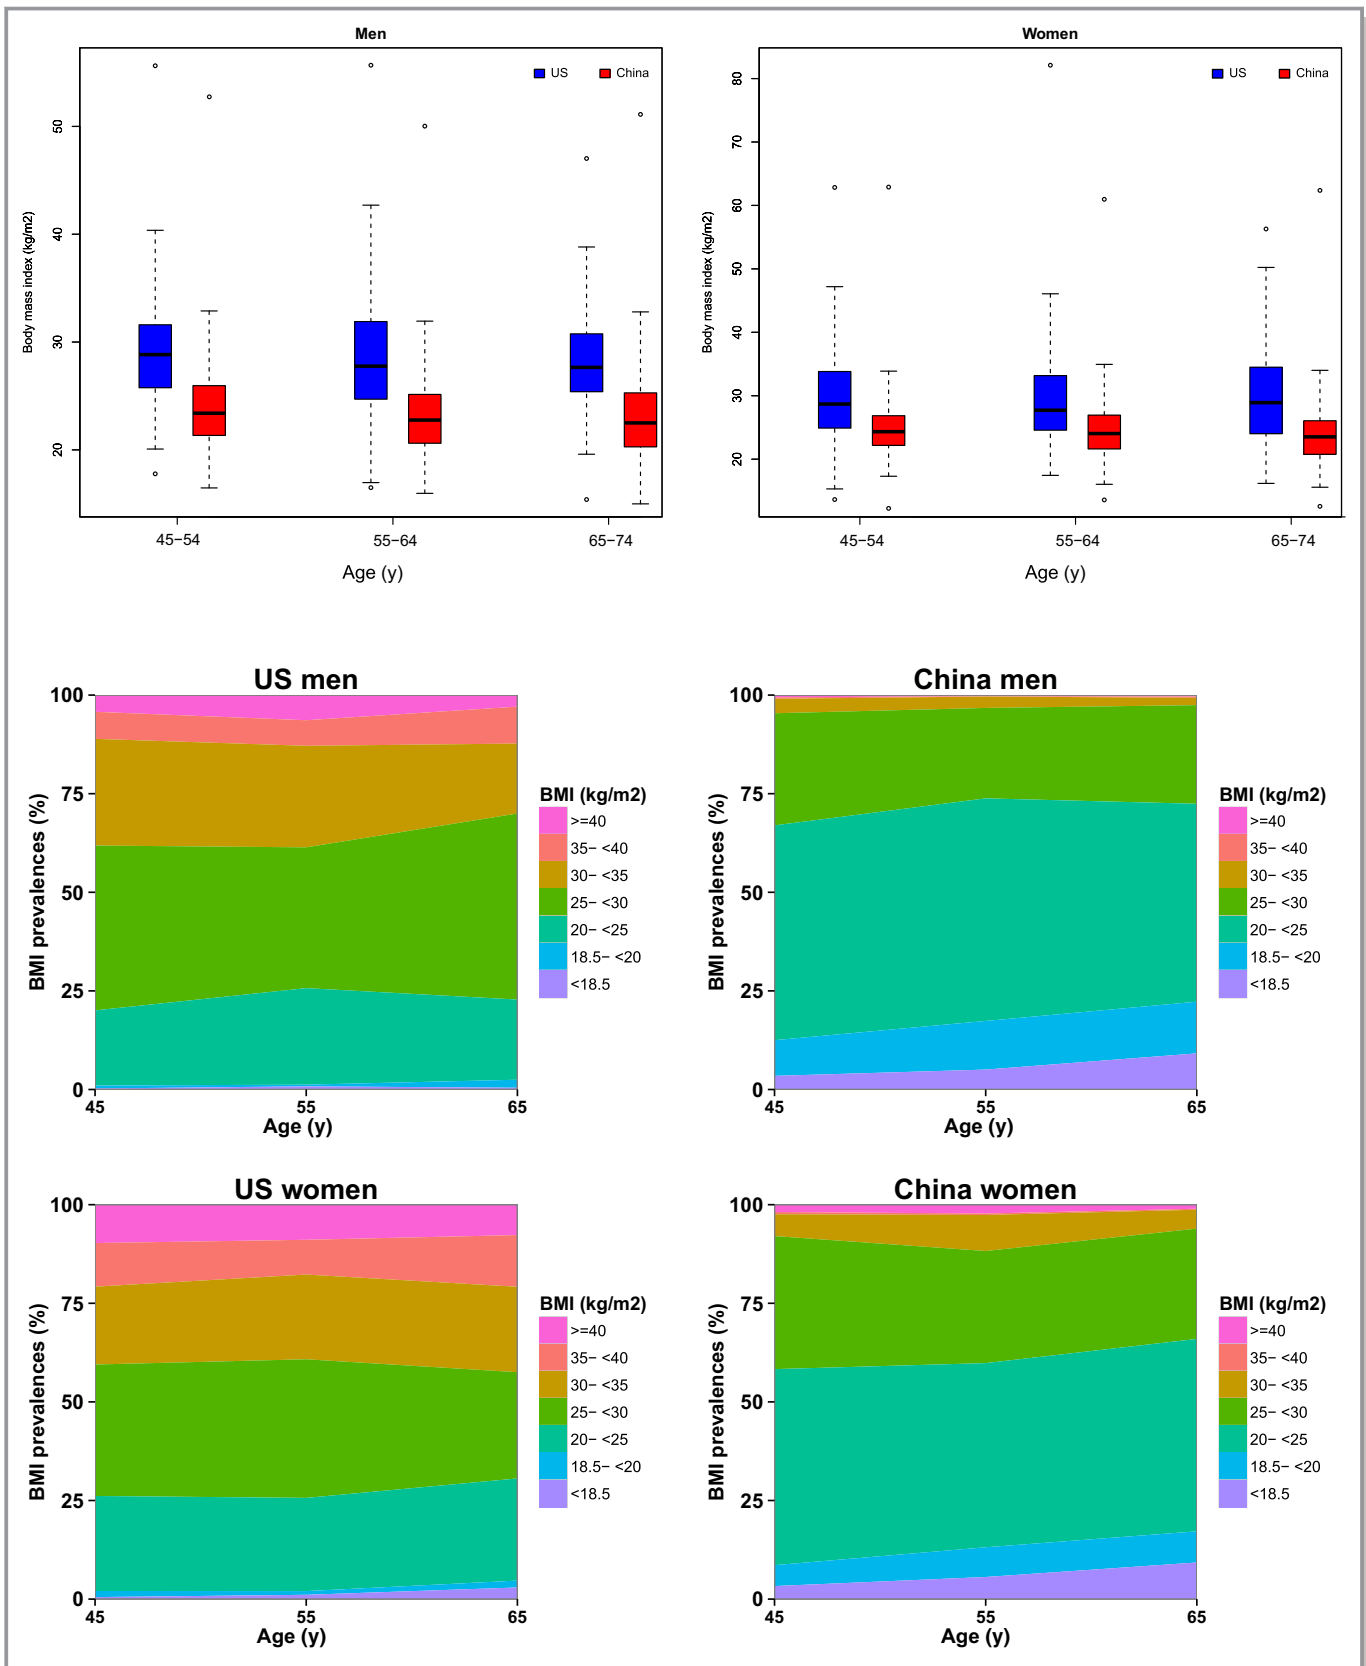 Men
US
China
Body mass index (kg/m2)
50
40
30
20
45−54
55−64
65−74
Age (y)
Women
US
China
Body mass index (kg/m2)
80
70
60
50
40
30
20
45−54
55−64
65−74
Age (y)
US men
BMI prevalences (%)
100
75
50
25
0
45
55
65
Age (y)
BMI (kg/m2)
>=40
35− <40
30− <35
25− <30
20− <25
18.5− <20
<18.5
China men
BMI prevalences (%)
100
75
50
25
0
45
55
65
Age (y)
BMI (kg/m2)
>=40
35− <40
30− <35
25− <30
20− <25
18.5− <20
<18.5
US women
BMI prevalences (%)
100
75
50
25
0
45
55
65
Age (y)
BMI (kg/m2)
>=40
35− <40
30− <35
25− <30
20− <25
18.5− <20
<18.5
China women
BMI prevalences (%)
100
75
50
25
0
45
55
65
Age (y)
BMI (kg/m2)
>=40
35− <40
30− <35
25− <30
20− <25
18.5− <20
<18.5